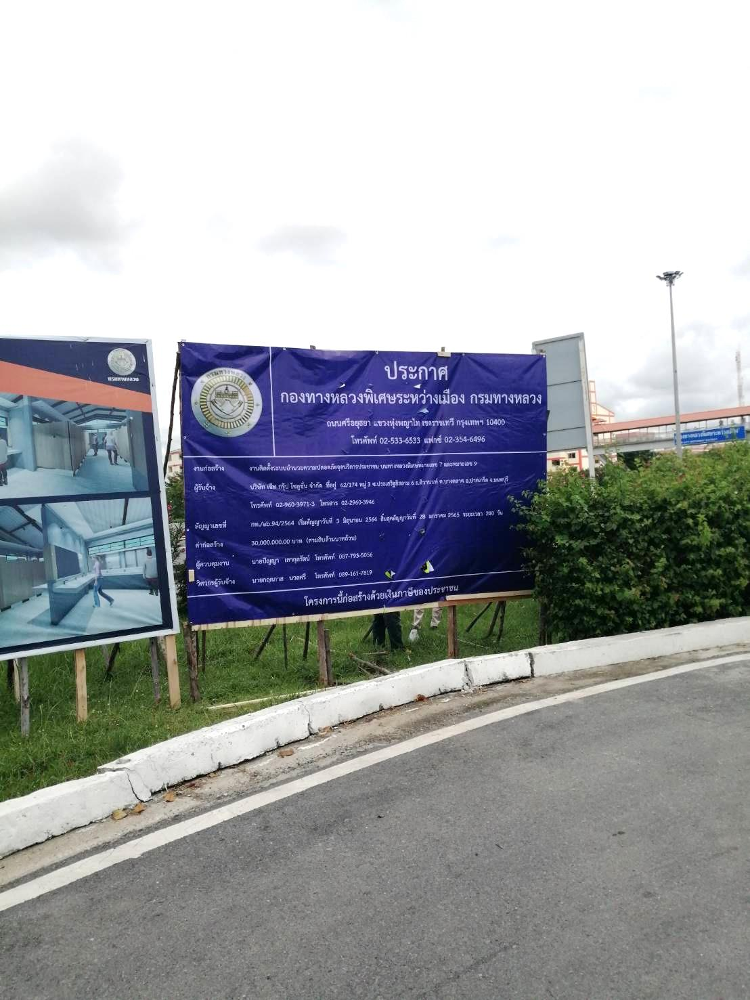 กรมทางหลวง
กรมทางหลวง
ประกาศ
กองทางหลวงพิเศษระหว่างเมือง กรมทางหลวง
ถนนศรีอยุธยา แขวงทุ่งพญาไท เขตราชเทวี กรุงเทพฯ 10400
โทรศัพท์ 02-533-6533 แฟกซ์ 02-354-6496
งานก่อสร้าง งานติดตั้งระบบอำนวยความปลอดภัยจุดบริการประชาชน บนทางหลวงพิเศษหมายเลข 7 และหมายเลข 9
ผู้รับจ้าง บริษัท เซ็ท กรุ๊ป โซลูชั่น จำกัด ที่อยู่ 62/174 หมู่ 3 ซ.ประเสริฐอิสลาม 6 ถ.ติวานนท์ ต.บางตลาด อ.ปากเกร็ด จ.นนทบุรี
โทรศัพท์ 02-960-3971-3 โทรสาร 02-2960-3946
สัญญาเลขที่ กท./eb.94/2564 เริ่มสัญญาวันที่ 3 มิถุนายน 2564 สิ้นสุดสัญญาวันที่ 28 มกราคม 2565 ระยะเวลา 240 วัน
ค่าก่อสร้าง 30,000,000.00 บาท (สามสิบล้านบาทถ้วน)
ผู้ควบคุมงาน นายปัญญา เลากุลรัตน์ โทรศัพท์ 087-793-5056
วิศวกรผู้รับจ้าง นายกฤตภาส นวลศรี โทรศัพท์ 089-161-7819
โครงการนี้ก่อสร้างด้วยเงินภาษีของประชาชน
กองทางหลวงพิเศษระหว่างเมือง